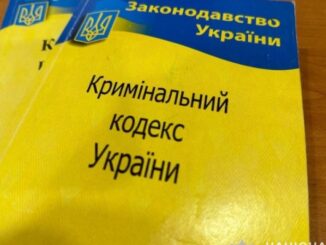 Законодавство
України
Кримінальний
кодекс
України